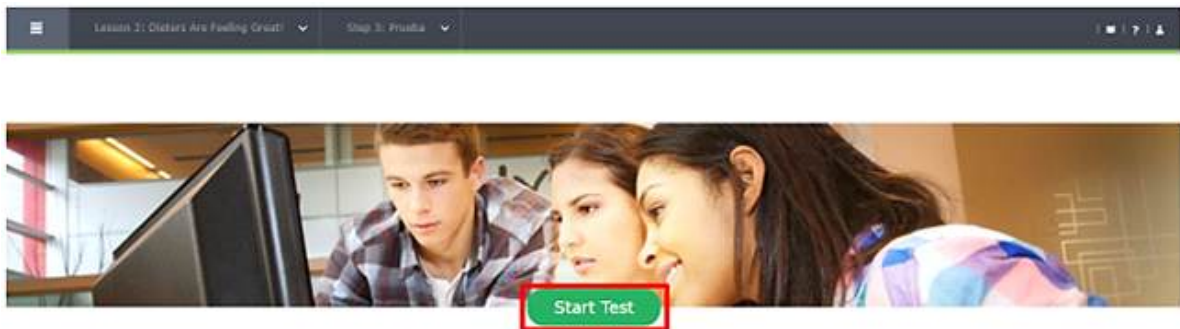 Lesson 2: Dieters Are Feeling Great! Step 3: Prueba | | ? |
Start Test